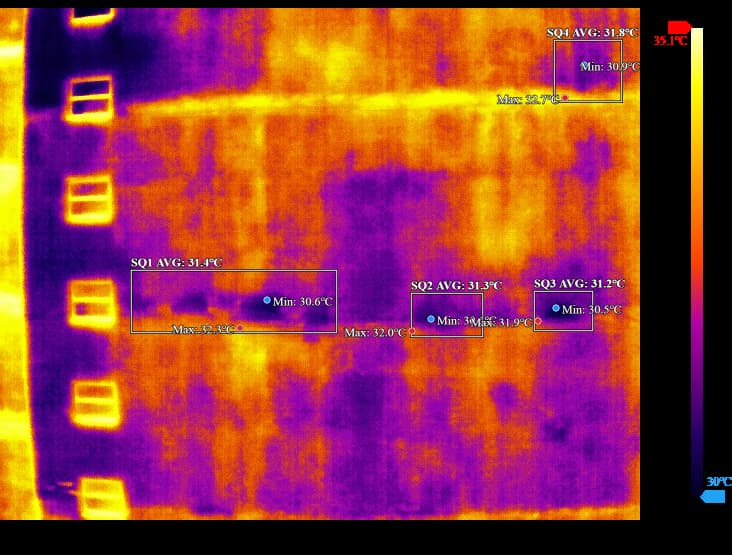 SQ4 AVG: 31.8°C
35.1°C
Min: 30.9°C
Max: 32.7°C
SQ1 AVG: 31.4°C
SQ3 AVG: 31.2°C
SQ2 AVG: 31.3°C
Min: 30.6°C
Min: 30.5°C
Min:
Max: 31.9°C
Max: 32.3°C
Max: 32.0°C
30°C